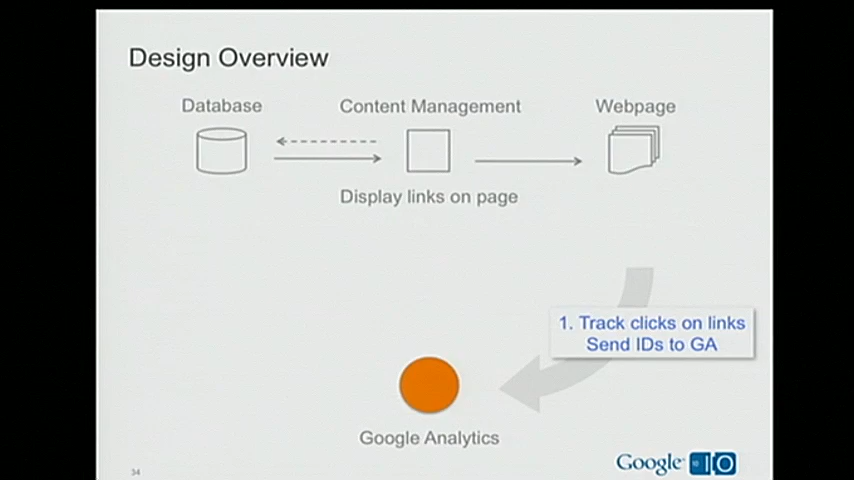 Design Overview
Database
Content Management
Webpage
Display links on page
1. Track clicks on links
Send IDs to GA
Google Analytics
34
Google 10 IO